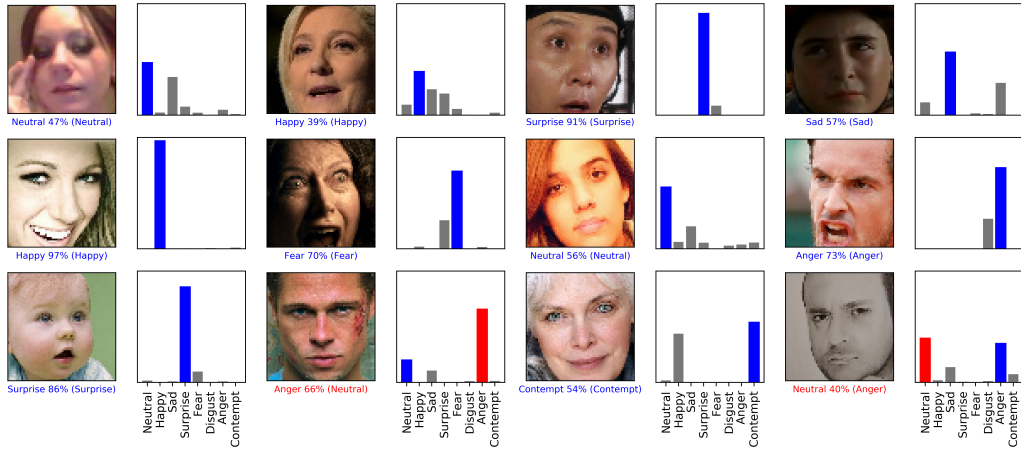 Neutral 47% (Neutral)
Happy 39% (Happy)
Surprise 91% (Surprise)
Sad 57% (Sad)
Happy 97% (Happy)
Fear 70% (Fear)
Neutral 56% (Neutral)
Anger 73% (Anger)
Surprise 86% (Surprise)
Anger 66% (Neutral)
Contempt 54% (Contempt)
Neutral 40% (Anger)
Neutral
Happy
Sad
Surprise
Fear
Disgust
Anger
Contempt
Neutral
Happy
Sad
Surprise
Fear
Disgust
Anger
Contempt
Neutral
Happy
Sad
Surprise
Fear
Disgust
Anger
Contempt
Neutral
Happy
Sad
Surprise
Fear
Disgust
Anger
Contempt